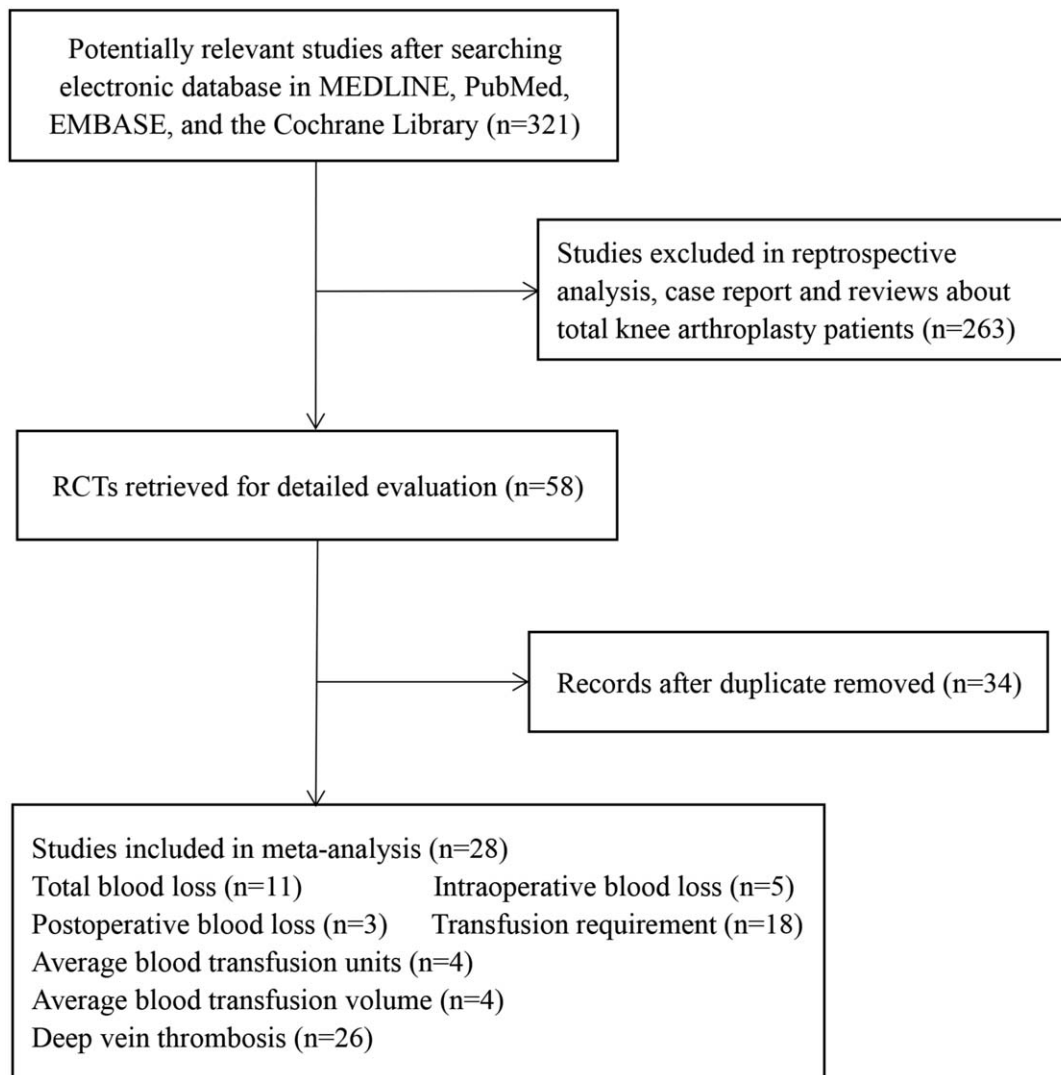 Potentially relevant studies after searching
electronic database in MEDLINE, PubMed,
EMBASE, and the Cochrane Library (n=321)
Studies excluded in reptrospective
analysis, case report and reviews about
total knee arthroplasty patients (n=263)
RCTs retrieved for detailed evaluation (n=58)
Records after duplicate removed (n=34)
Studies included in meta-analysis (n=28)
Total blood loss (n=11) Intraoperative blood loss (n=5)
Postoperative blood loss (n=3) Transfusion requirement (n=18)
Average blood transfusion units (n=4)
Average blood transfusion volume (n=4)
Deep vein thrombosis (n=26)